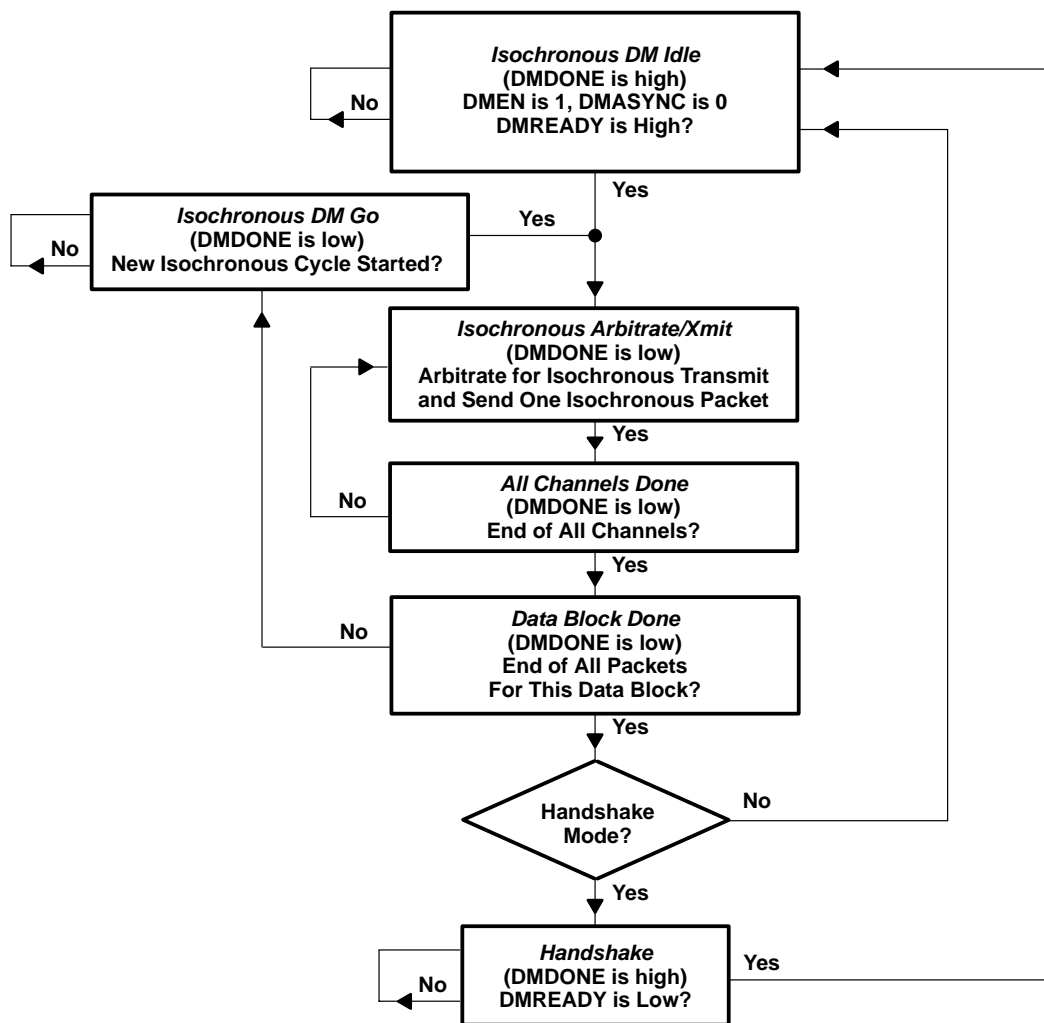 Isochronous DM Idle
(DMDONE is high)
DMEN is 1, DMASYNC is 0
DMREADY is High?
No
Yes
Isochronous DM Go
(DMDONE is low)
New Isochronous Cycle Started?
No
Yes
Isochronous Arbitrate/Xmit
(DMDONE is low)
Arbitrate for Isochronous Transmit
and Send One Isochronous Packet
Yes
All Channels Done
(DMDONE is low)
End of All Channels?
No
Yes
Data Block Done
(DMDONE is low)
End of All Packets
For This Data Block?
No
Yes
Handshake
Mode?
No
Yes
Handshake
(DMDONE is high)
DMREADY is Low?
No
Yes